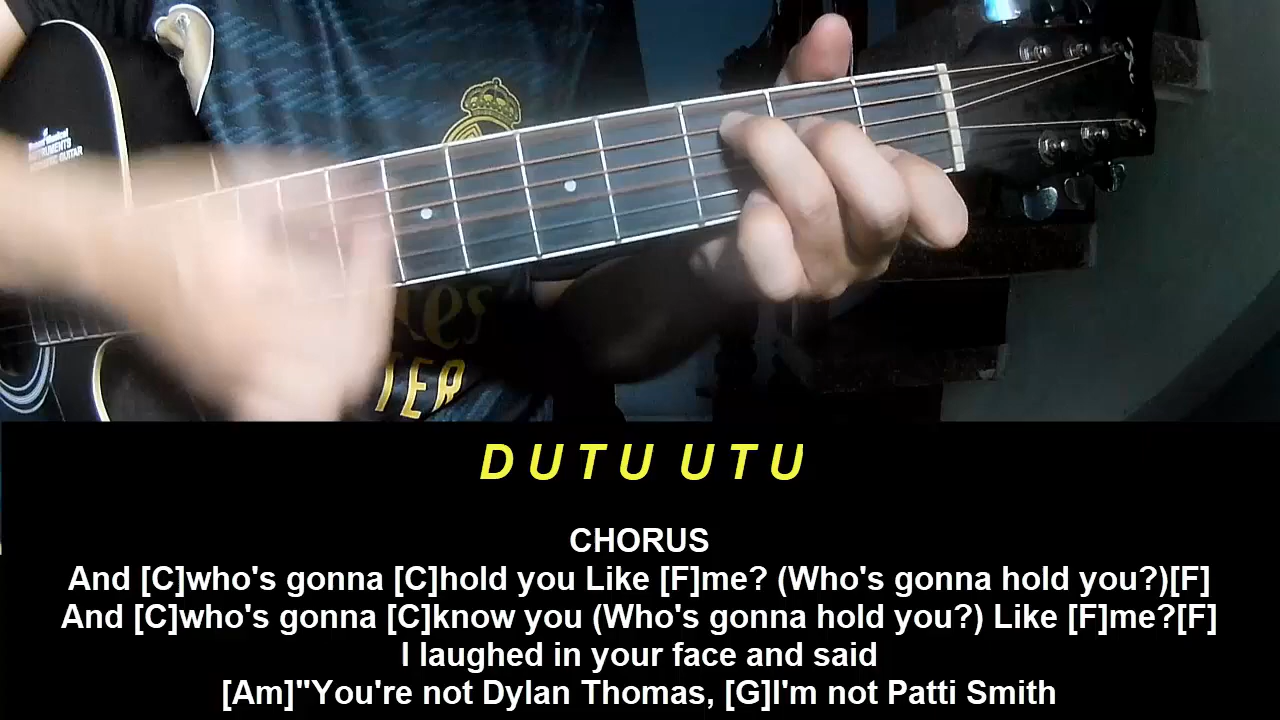 INSTRUMENTS
TER
D U T U U T U
CHORUS
And [C]who's gonna [C]hold you Like [F]me? (Who's gonna hold you?)[F]
And [C]who's gonna [C]know you (Who's gonna hold you?) Like [F]me?[F]
I laughed in your face and said
[Am]"You're not Dylan Thomas, [G]I'm not Patti Smith